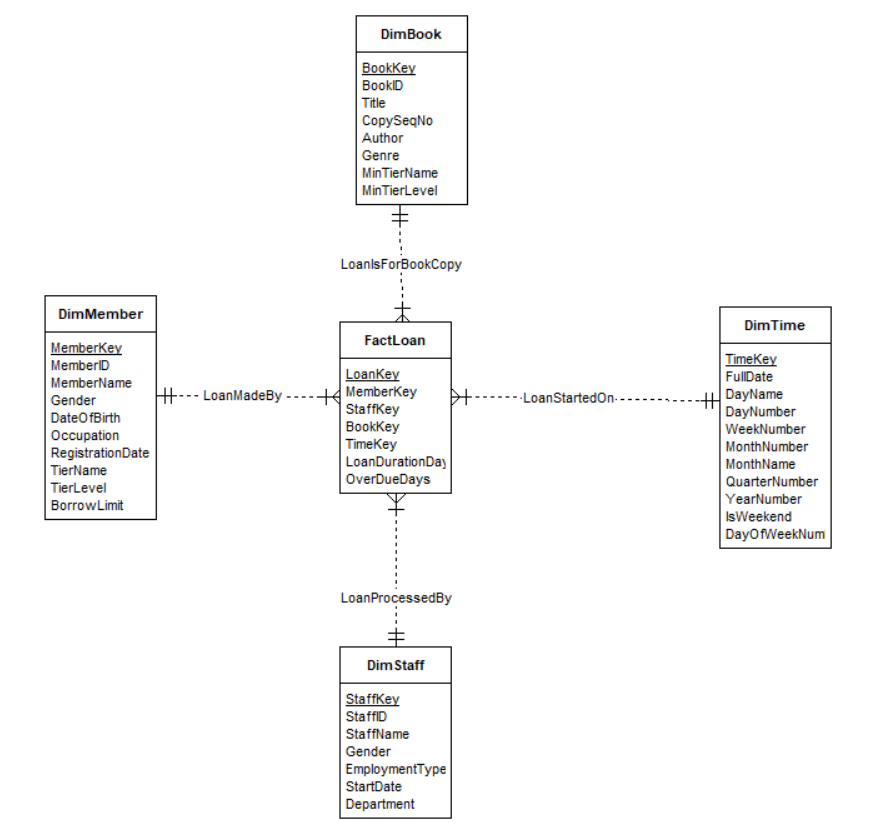 DimBook
BookKey
BookID
Title
CopySeqNo
Author
Genre
MinTierName
MinTierLevel
LoanIsForBookCopy
DimMember
MemberKey
MemberID
MemberName
Gender
DateOfBirth
Occupation
RegistrationDate
TierName
TierLevel
BorrowLimit
LoanMadeBy
FactLoan
LoanKey
MemberKey
StaffKey
BookKey
TimeKey
LoanDurationDay
OverDueDays
LoanStartedOn
DimTime
TimeKey
FullDate
DayName
DayNumber
WeekNumber
MonthNumber
MonthName
QuarterNumber
YearNumber
IsWeekend
DayOfWeekNum
LoanProcessedBy
DimStaff
StaffKey
StaffID
StaffName
Gender
EmploymentType
StartDate
Department